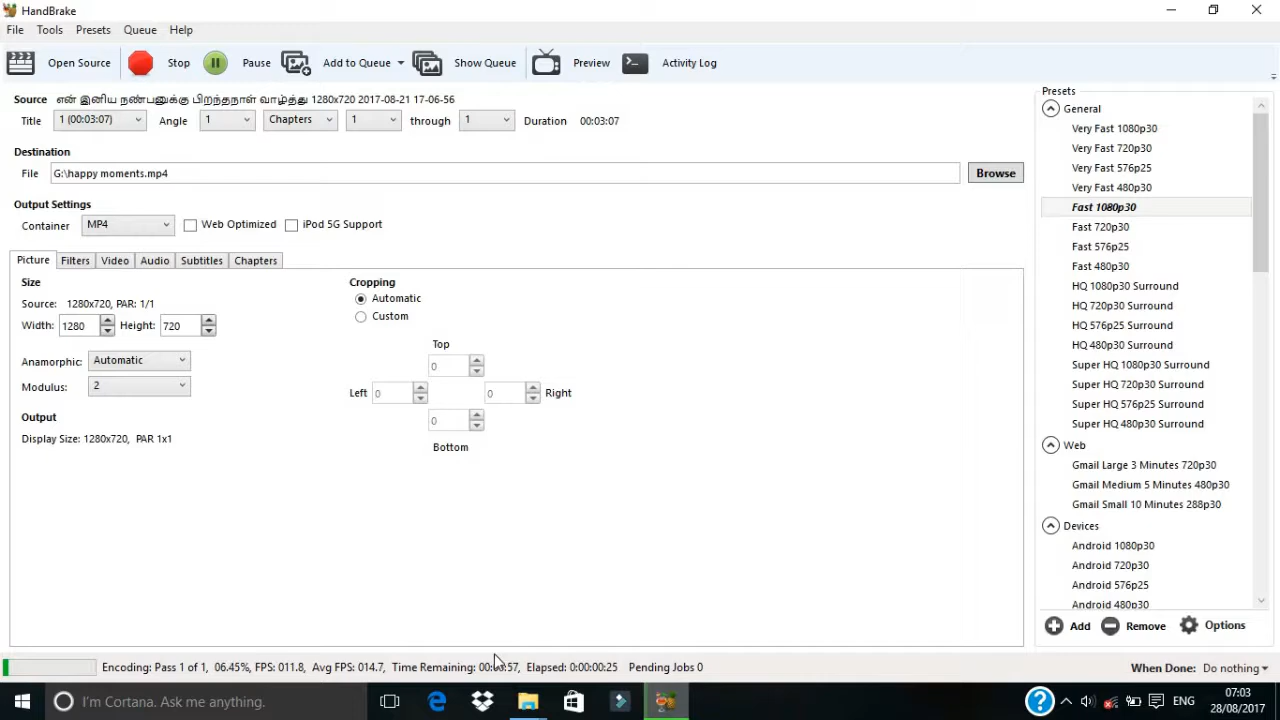 HandBrake
File Tools Presets Queue Help
Open Source Stop Pause Add to Queue Show Queue Preview Activity Log
Source என் இனிய நண்பனுக்கு பிறந்தநாள் வாழ்த்து 1280x720 2017-08-21 17-06-56
Title 1 (00:03:07) Angle 1 Chapters 1 through 1 Duration 00:03:07
Destination
File G:\happy moments.mp4 Browse
Output Settings
Container MP4 Web Optimized iPod 5G Support
Picture Filters Video Audio Subtitles Chapters
Size
Source: 1280x720, PAR: 1/1
Width: 1280 Height: 720
Anamorphic: Automatic
Modulus: 2
Output
Display Size: 1280x720, PAR 1x1
Cropping
Automatic
Custom
Top
0
Left 0 0 Right
0
Bottom
Presets
General
Very Fast 1080p30
Very Fast 720p30
Very Fast 576p25
Very Fast 480p30
Fast 1080p30
Fast 720p30
Fast 576p25
Fast 480p30
HQ 1080p30 Surround
HQ 720p30 Surround
HQ 576p25 Surround
HQ 480p30 Surround
Super HQ 1080p30 Surround
Super HQ 720p30 Surround
Super HQ 576p25 Surround
Super HQ 480p30 Surround
Web
Gmail Large 3 Minutes 720p30
Gmail Medium 5 Minutes 480p30
Gmail Small 10 Minutes 288p30
Devices
Android 1080p30
Android 720p30
Android 576p25
Android 480p30
Add Remove Options
Encoding: Pass 1 of 1, 06.45%, FPS: 011.8, Avg FPS: 014.7, Time Remaining: Elapsed: 0:00:00:25 Pending Jobs 0
When Done: Do nothing
I'm Cortana. Ask me anything.
ENG
07:03
28/08/2017